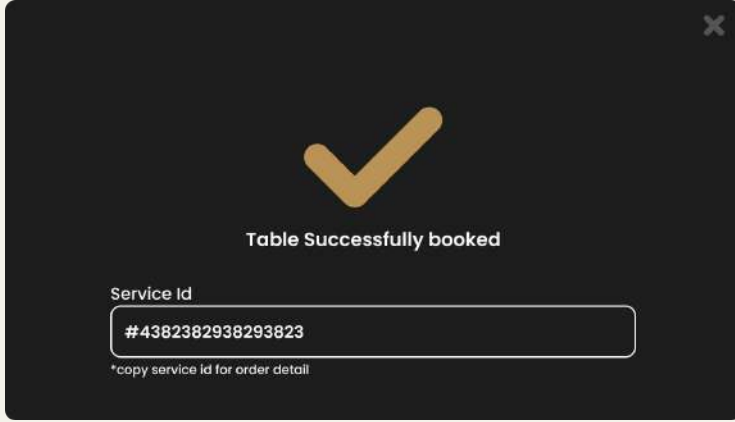 Table Successfully booked
Service Id
#4382382938293823
*copy service id for order detail